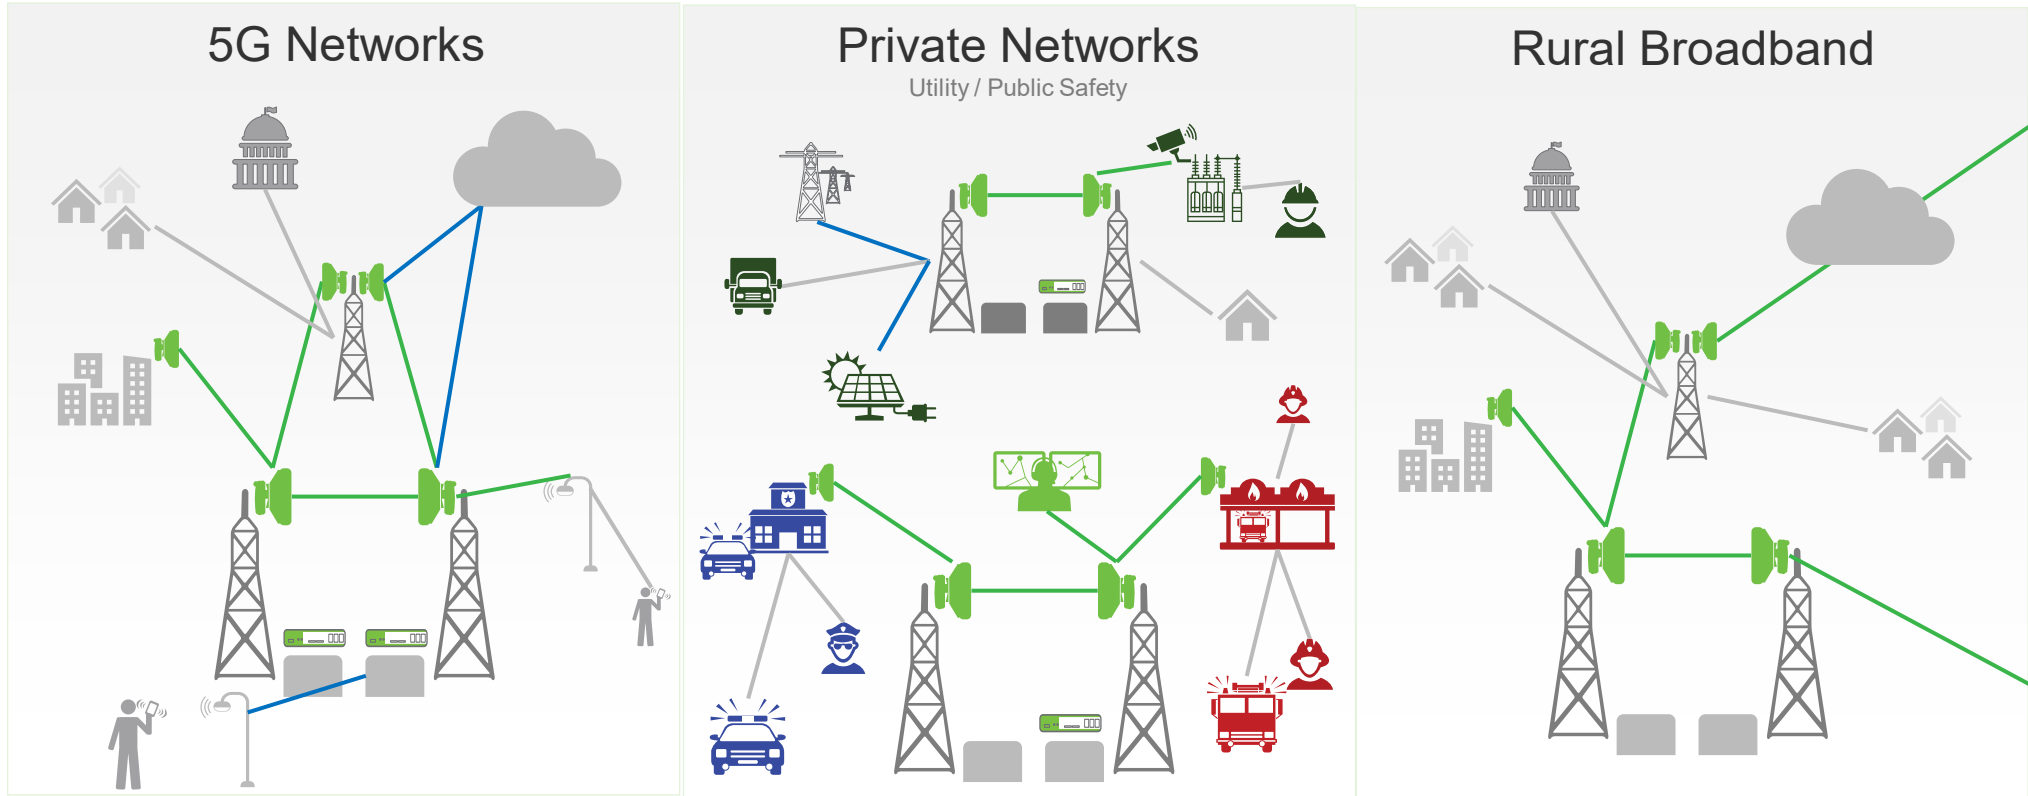 5G Networks
Private Networks
Utility / Public Safety
Rural Broadband